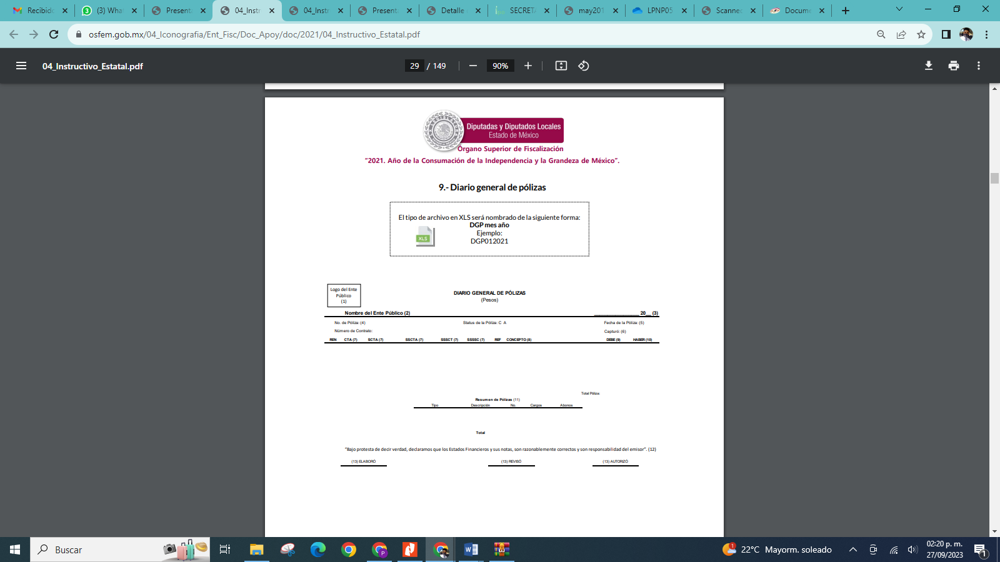 Recibido
(3) Wha
Present
04_Instr
04_Instr
Present
Detalle
SECRET
may201
LPNP05
Scanned
Docume
osfem.gob.mx/04_Iconografia/Ent_Fisc/Doc_Apoy/doc/2021/04_Instructivo_Estatal.pdf
04_Instructivo_Estatal.pdf
29 / 149
90%
Diputadas y Diputados Locales
Estado de México
Órgano Superior de Fiscalización
“2021. Año de la Consumación de la Independencia y la Grandeza de México”.
9.- Diario general de pólizas
El tipo de archivo en XLS será nombrado de la siguiente forma:
DGP mes año
XLS
Ejemplo:
DGP012021
Logo del Ente
Público
(1)
DIARIO GENERAL DE PÓLIZAS
(Pesos)
Nombre del Ente Público (2)
20__ (3)
No. de Póliza: (4)
Status de la Póliza: C A
Fecha de la Póliza: (5)
Número de Contrato:
Capturó: (6)
REN CTA (7) SCTA (7) SSCTA (7) SSSCT (7) SSSSC (7) REF CONCEPTO (8) DEBE (9) HABER (10)
Total Póliza:
Resumen de Pólizas (11)
Tipo Descripción No. Cargos Abonos
Total
“Bajo protesta de decir verdad, declaramos que los Estados Financieros y sus notas, son razonablemente correctos y son responsabilidad del emisor”. (12)
(13) ELABORÓ
(13) REVISÓ
(13) AUTORIZÓ
Buscar
22°C Mayorm. soleado
02:20 p. m.
27/09/2023
1